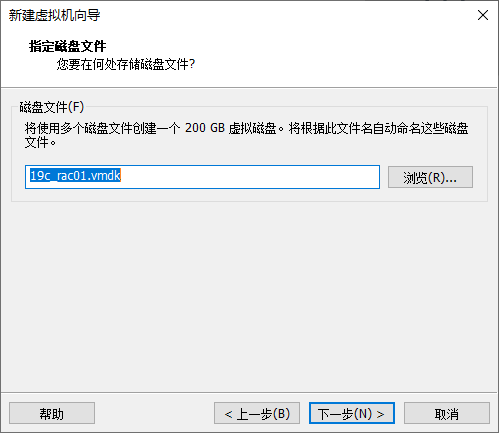 新建虚拟机向导
指定磁盘文件
您要在何处存储磁盘文件?
磁盘文件(F)
将使用多个磁盘文件创建一个 200 GB 虚拟磁盘。将根据此文件名自动命名这些磁盘
文件。
19c_rac01.vmdk
浏览(R)...
帮助
< 上一步(B)
下一步(N) >
取消